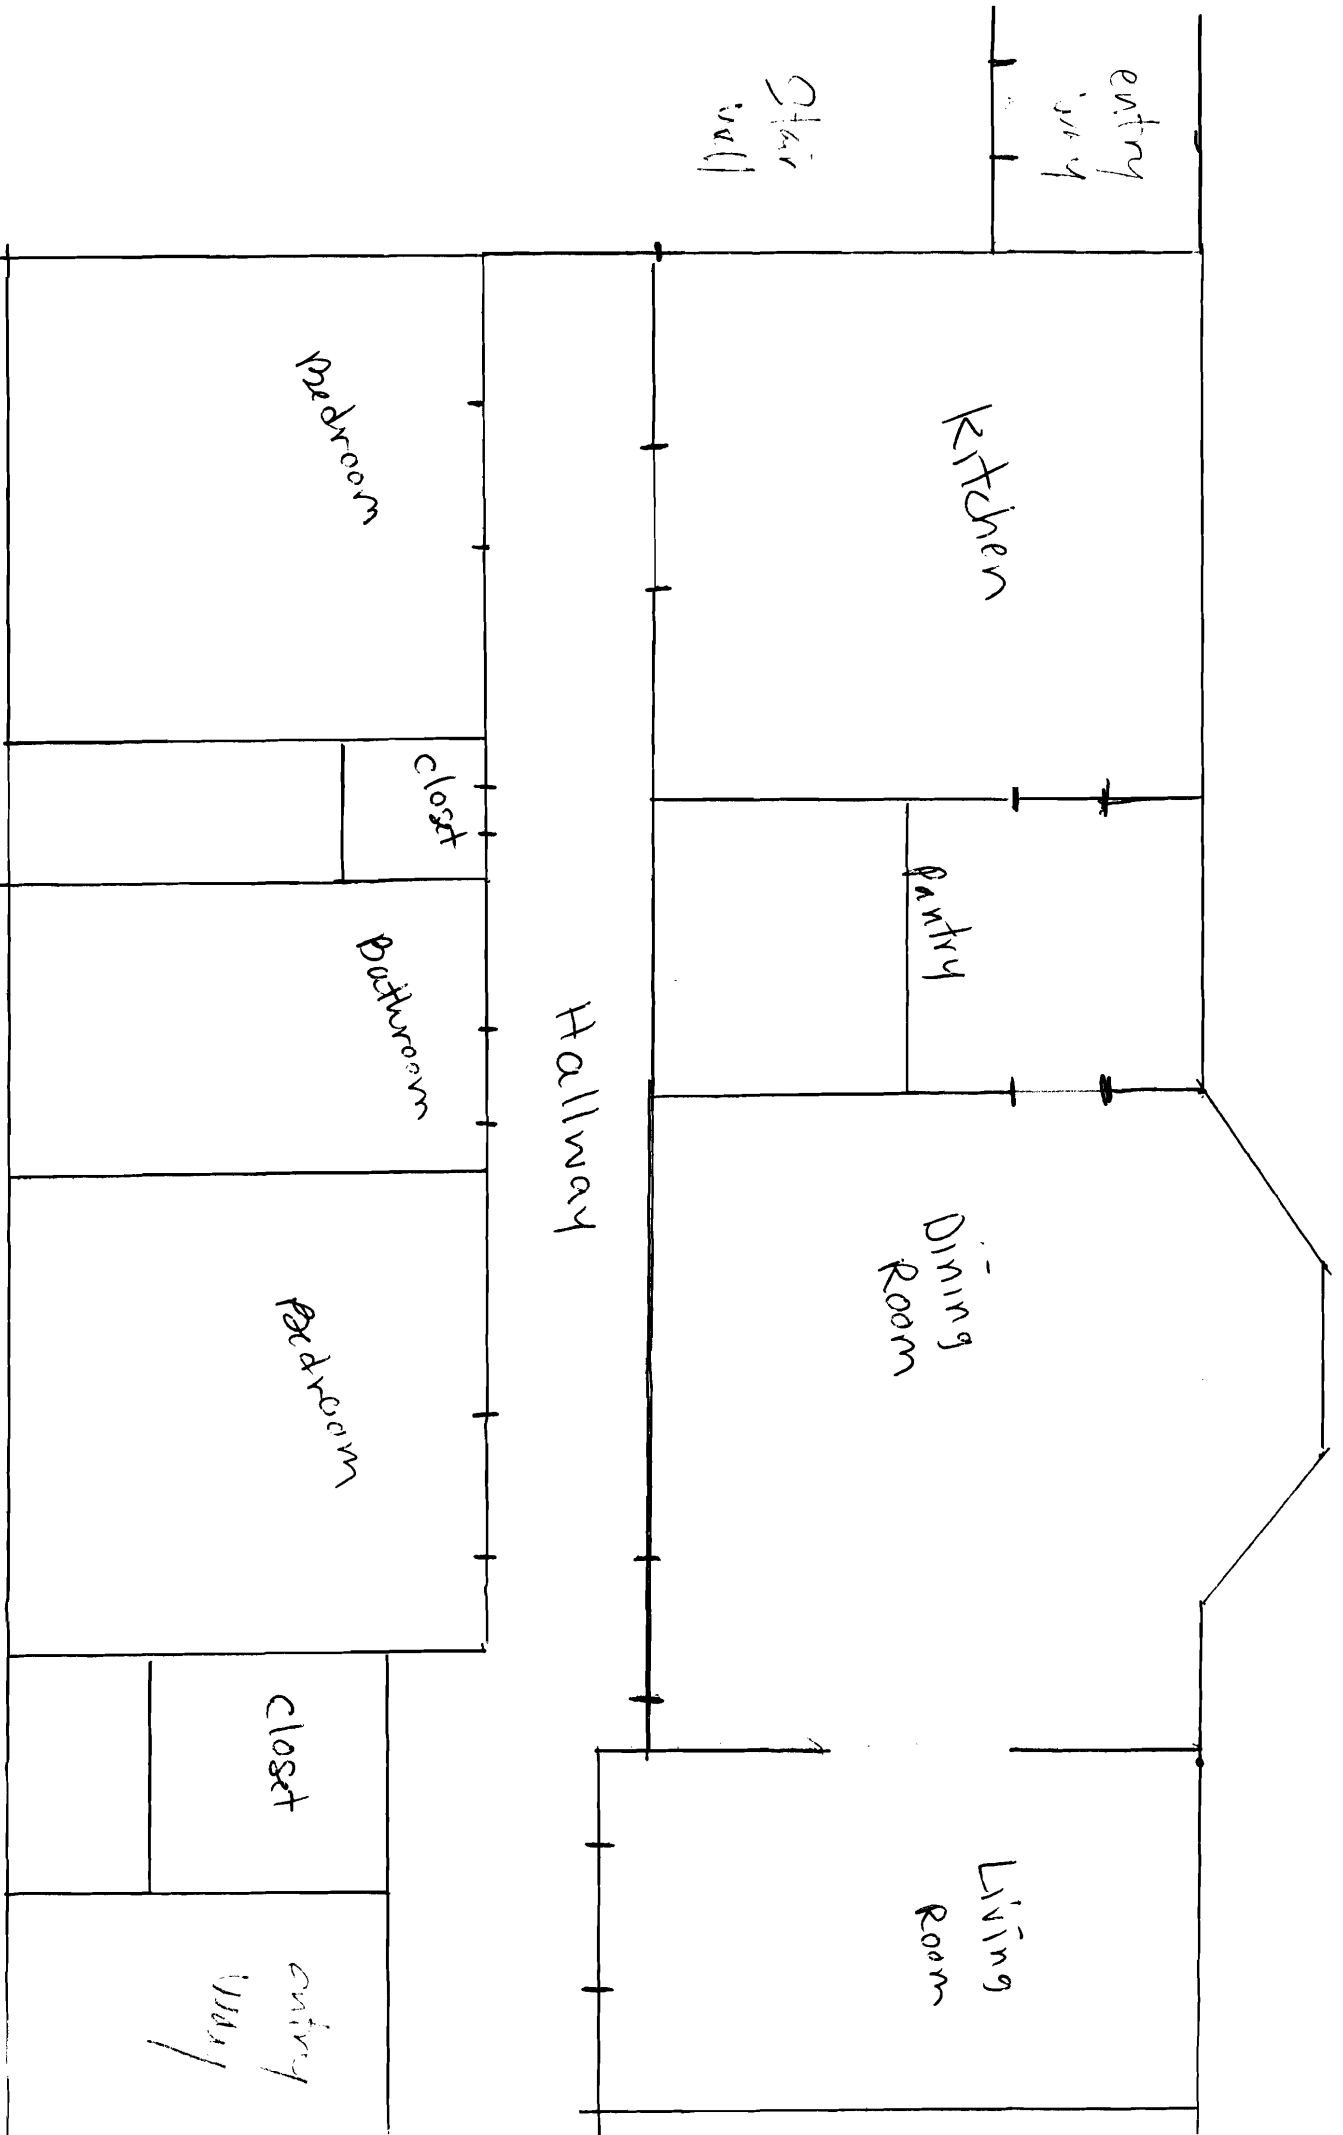 entry
way
Stair
well
Kitchen
Pantry
Dining
Room
Living
Room
Hallway
Bedroom
closet
Bathroom
Bedroom
Closet
entry
way